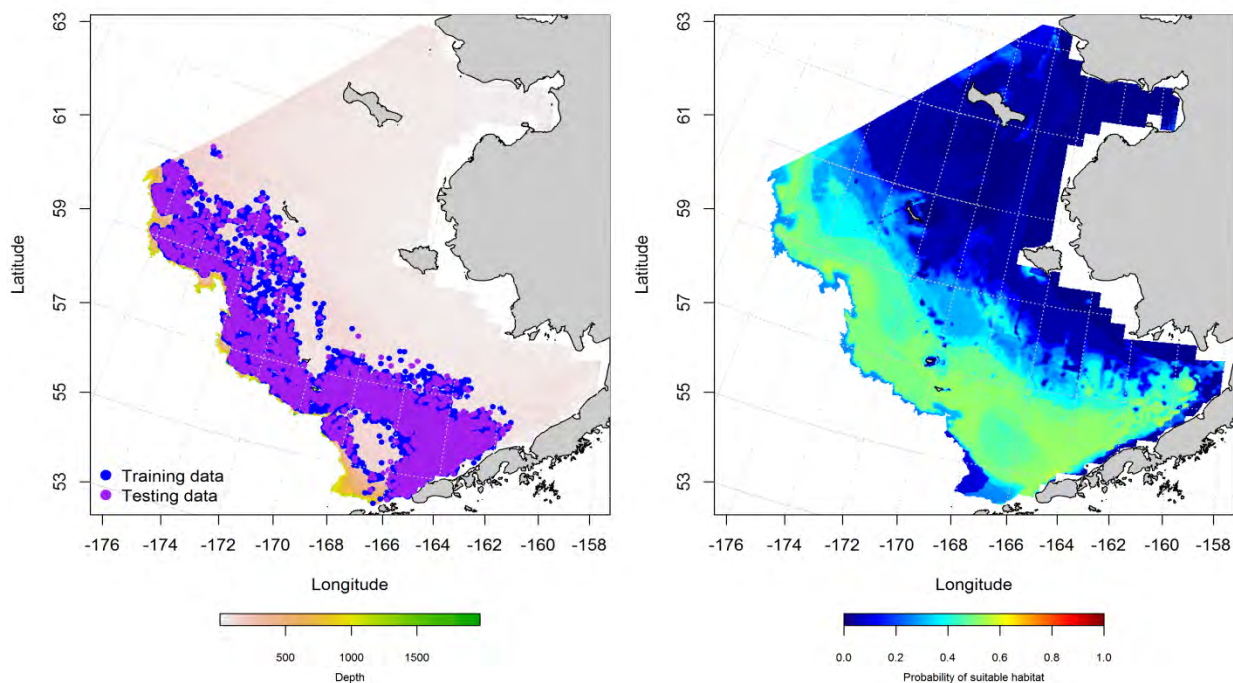 Latitude
63
61
59
57
55
53
Training data
Testing data
-176 -174 -172 -170 -168 -166 -164 -162 -160 -158
Longitude
500 1000 1500
Depth
Latitude
63
61
59
57
55
53
-176 -174 -172 -170 -168 -166 -164 -162 -160 -158
Longitude
0.0 0.2 0.4 0.6 0.8 1.0
Probability of suitable habitat